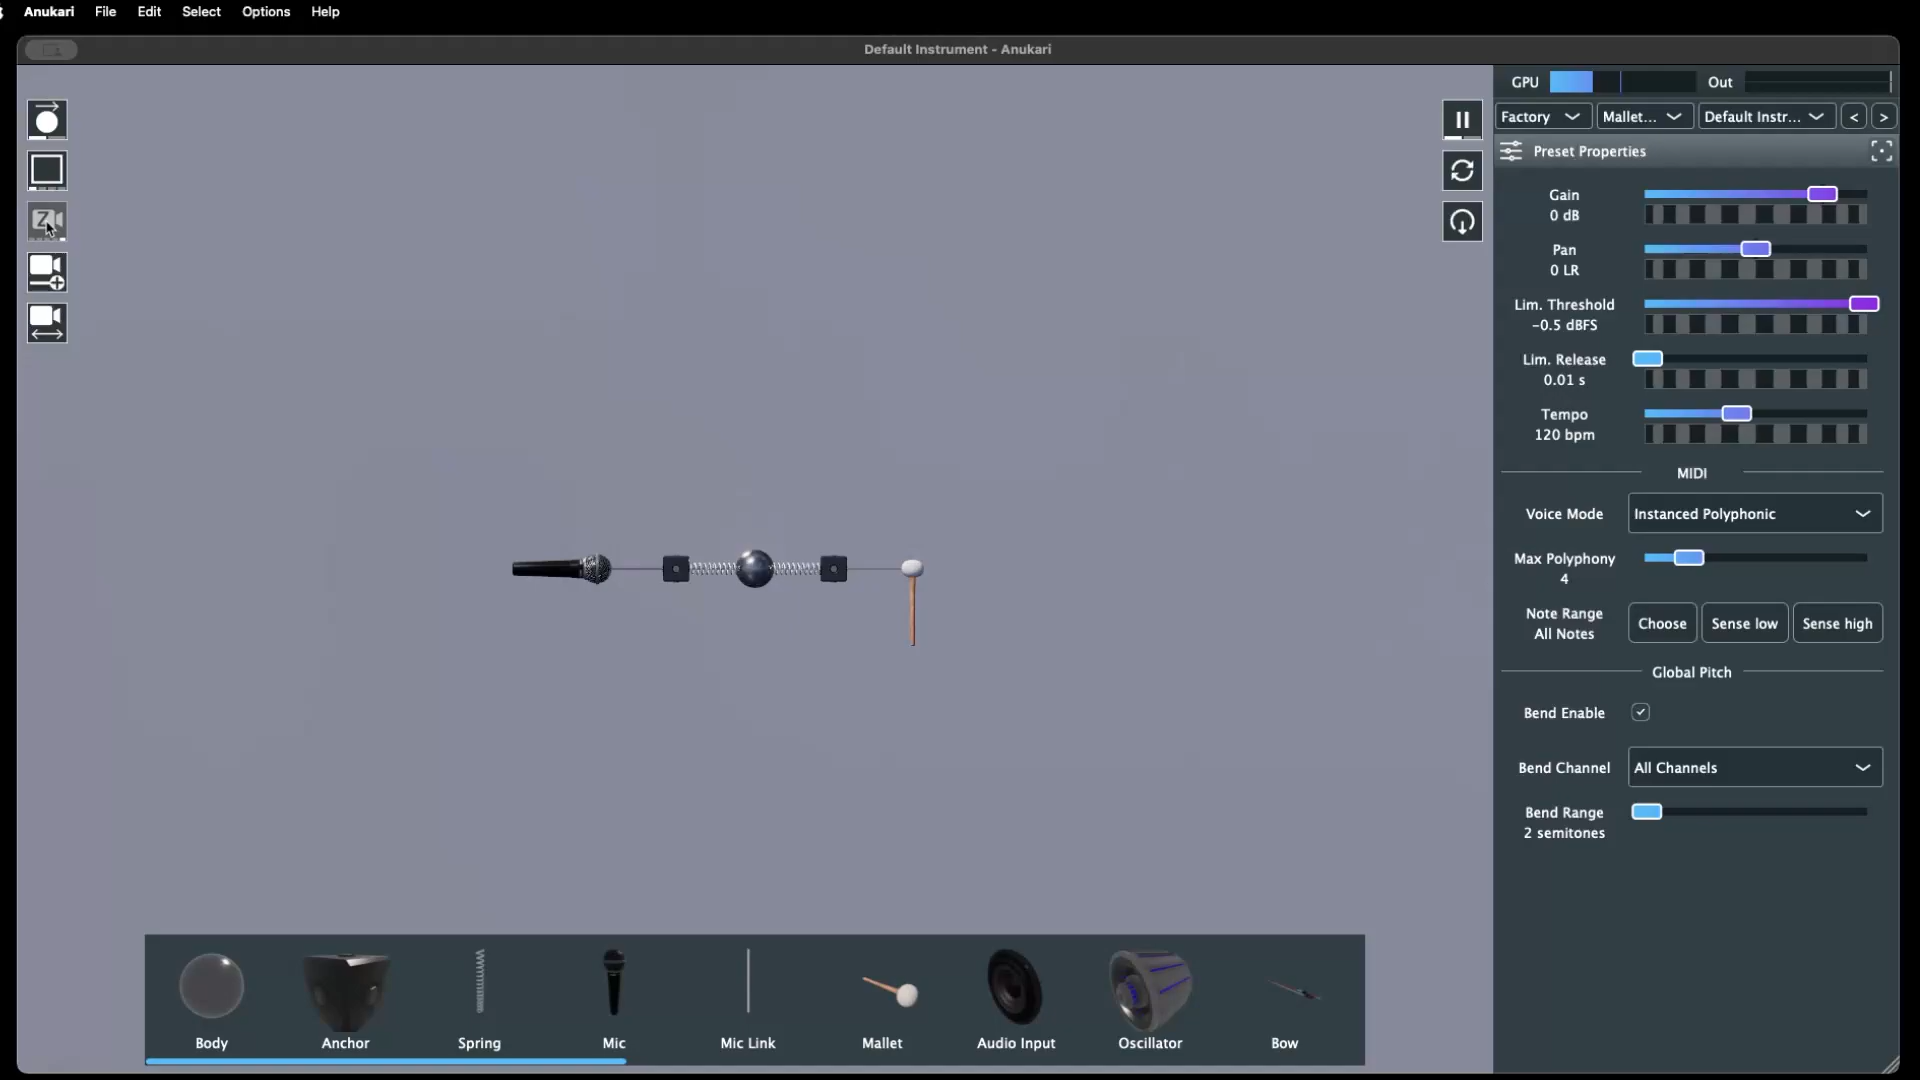 Anukari File Edit Select Options Help
Default Instrument - Anukari
GPU Out
Factory Mallet... Default Instr... < >
Preset Properties
Gain
0 dB
Pan
0 LR
Lim. Threshold
-0.5 dBFS
Lim. Release
0.01 s
Tempo
120 bpm
MIDI
Voice Mode Instanced Polyphonic
Max Polyphony
4
Note Range
All Notes
Choose Sense low Sense high
Global Pitch
Bend Enable
Bend Channel All Channels
Bend Range
2 semitones
Z
Body Anchor Spring Mic Mic Link Mallet Audio Input Oscillator Bow